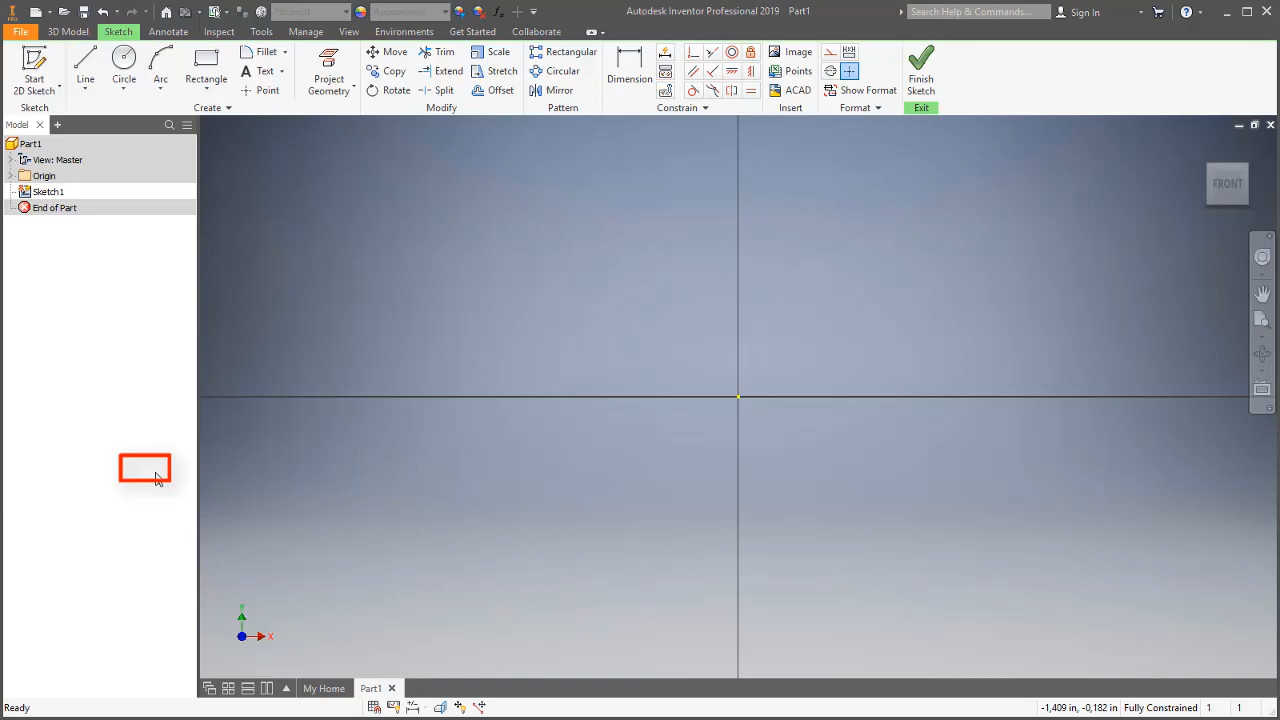 PRO
Material
Appearance
Autodesk Inventor Professional 2019 Part1
Search Help & Commands...
Sign In
File
3D Model
Sketch
Annotate
Inspect
Tools
Manage
View
Environments
Get Started
Collaborate
Start
2D Sketch
Line
Circle
Arc
Rectangle
Fillet
Text
Point
Project
Geometry
Move
Copy
Rotate
Trim
Extend
Split
Scale
Stretch
Offset
Rectangular
Circular
Mirror
Dimension
Image
Points
ACAD
Show Format
Finish
Sketch
Sketch
Create
Modify
Pattern
Constrain
Insert
Format
Exit
Model
Part1
View: Master
Origin
Sketch1
End of Part
FRONT
Y
X
My Home
Part1
Ready
-1,409 in, -0,182 in
Fully Constrained
1
1